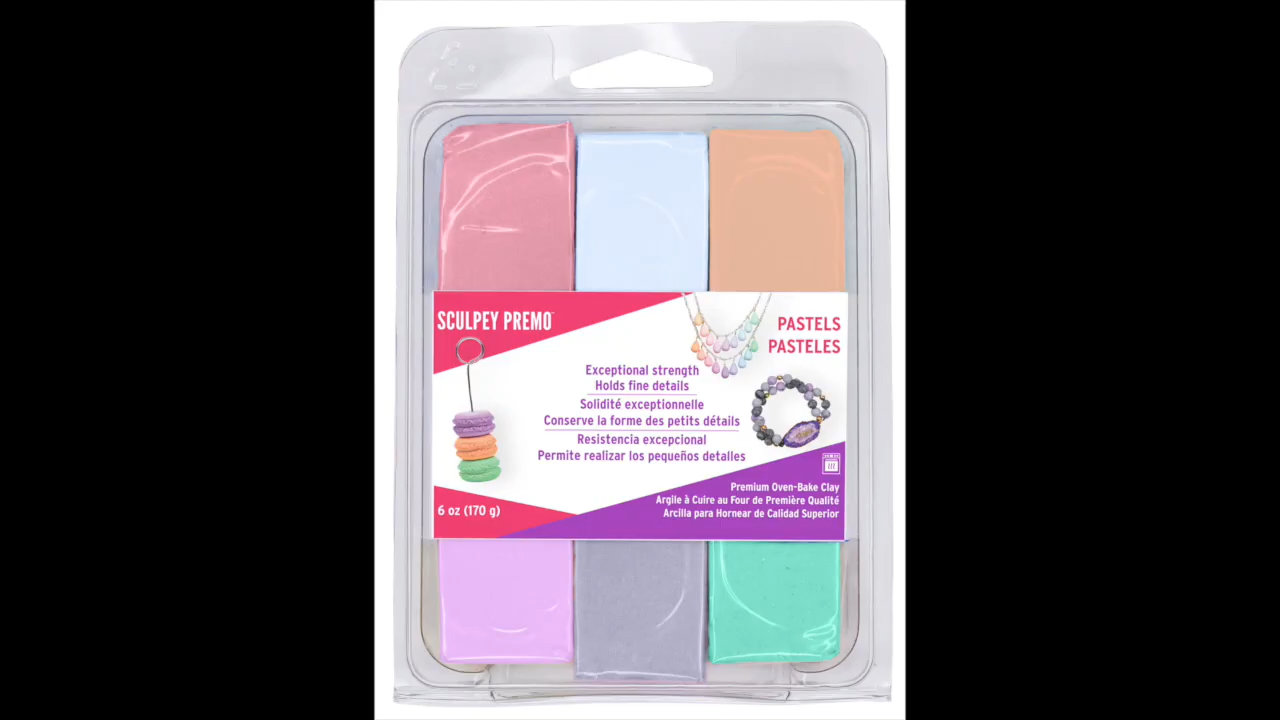 SCULPEY PREMO
PASTELS
PASTELES
Exceptional strength
Holds fine details
Solidité exceptionnelle
Conserve la forme des petits détails
Resistencia excepcional
Permite realizar los pequeños detalles
6 oz (170 g)
Premium Oven-Bake Clay
Argile à Cuire au Four de Première Qualité
Arcilla para Hornear de Calidad Superior